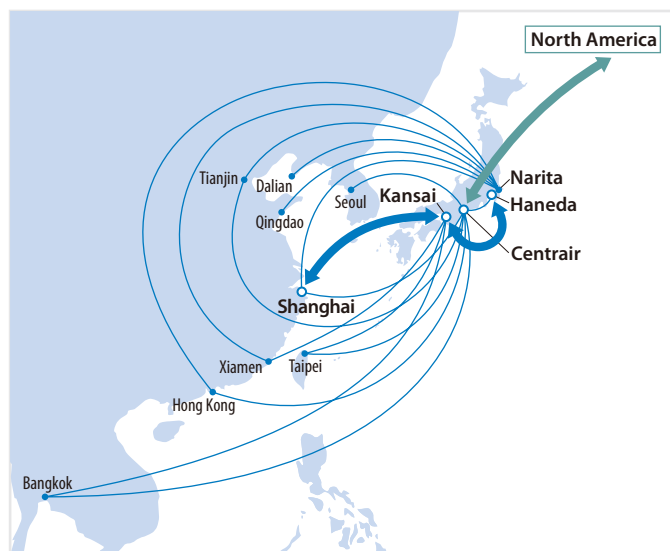 North America
Narita
Tianjin
Dalian
Seoul
Kansai
Haneda
Qingdao
Centrair
Shanghai
Xiamen
Taipei
Hong Kong
Bangkok